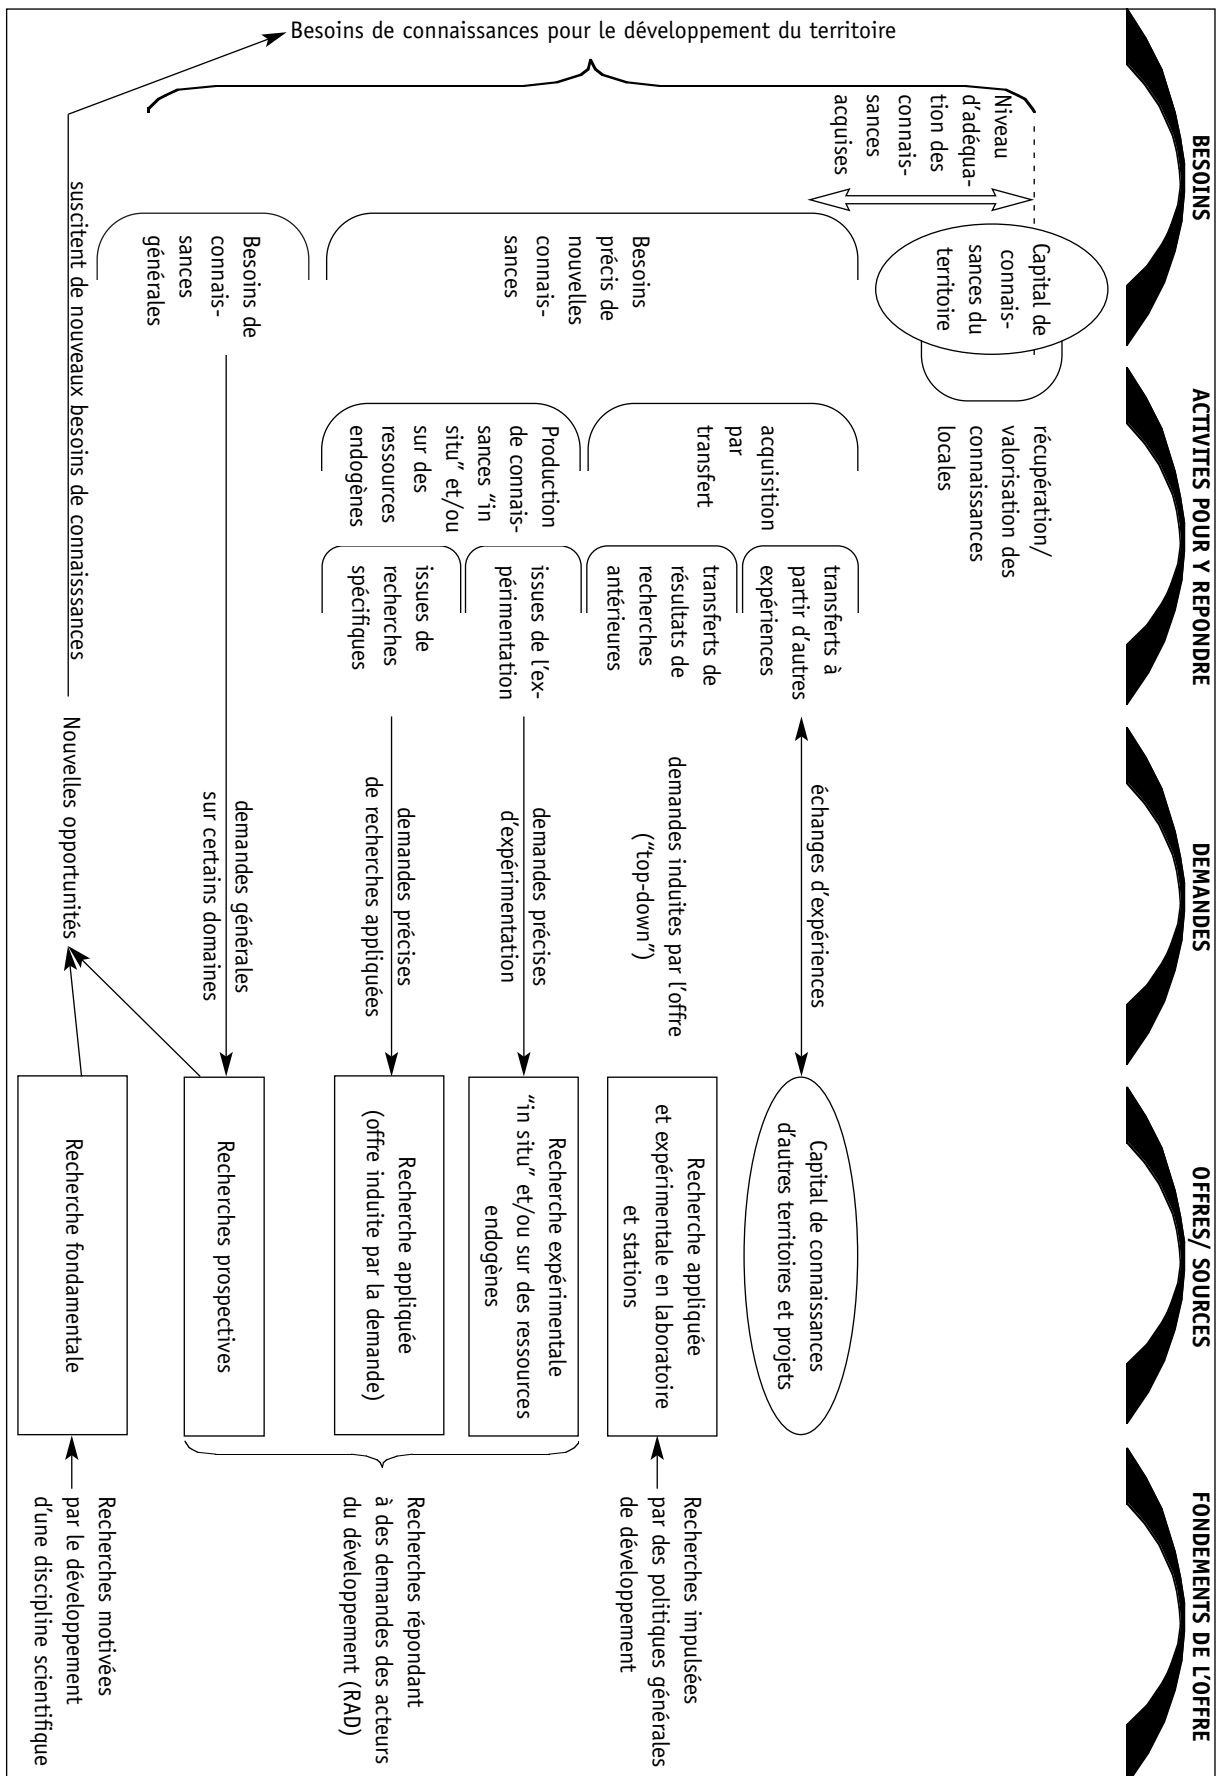 BESOINS
ACTIVITES POUR Y REPONDRE
DEMANDES
OFFRES/ SOURCES
FONDEMENTS DE L'OFFRE
Besoins de connaissances pour le développement du territoire
Niveau
d'adéqua-
tion des
connais-
sances
acquises
Capital de
connais-
sances du
territoire
récupération/
valorisation des
connaissances
locales
Besoins
précis de
nouvelles
connais-
sances
acquisition
par
transfert
transferts à
partir d'autres
expériences
échanges d'expériences
Capital de connaissances
d'autres territoires et projets
transferts de
résultats de
recherches
antérieures
demandes induites par l'offre
("top-down")
Recherche appliquée
et expérimentale en laboratoire
et stations
Recherches impulsées
par des politiques générales
de développement
Production
de connais-
sances "in
situ" et/ou
sur des
ressources
endogènes
issues de l'ex-
périmentation
demandes précises
d'expérimentation
Recherche expérimentale
"in situ" et/ou sur des ressources
endogènes
issues de
recherches
spécifiques
demandes précises
de recherches appliquées
Recherche appliquée
(offre induite par la demande)
Recherches répondant
à des demandes des acteurs
du développement (RAD)
Besoins de
connais-
sances
générales
demandes générales
sur certains domaines
Recherches prospectives
suscitent de nouveaux besoins de connaisssances
Nouvelles opportunités
Recherche fondamentale
Recherches motivées
par le développement
d'une discipline scientifique